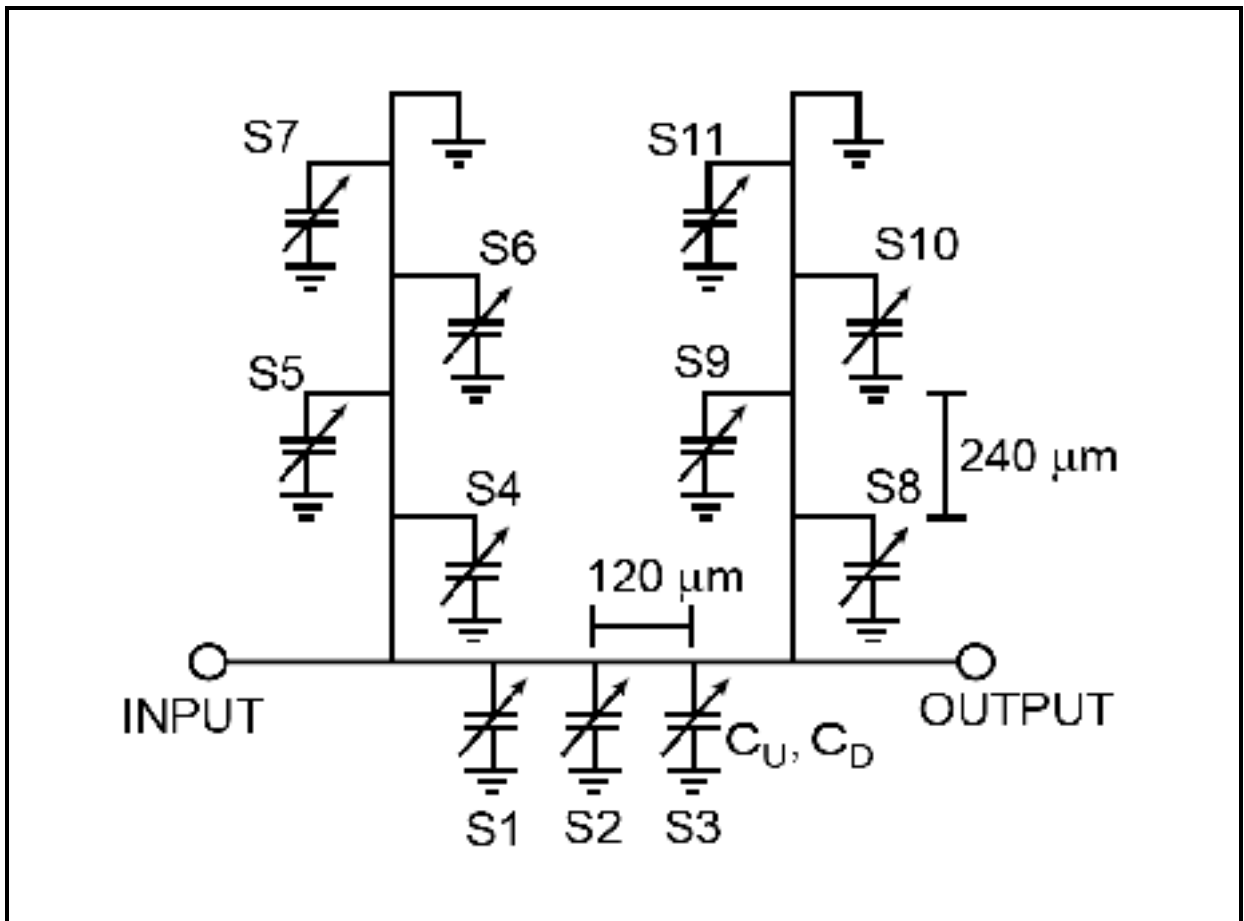 S7
S11
S6
S10
S5
S9
240 μm
S4
S8
120 μm
INPUT
OUTPUT
C_U, C_D
S1
S2
S3